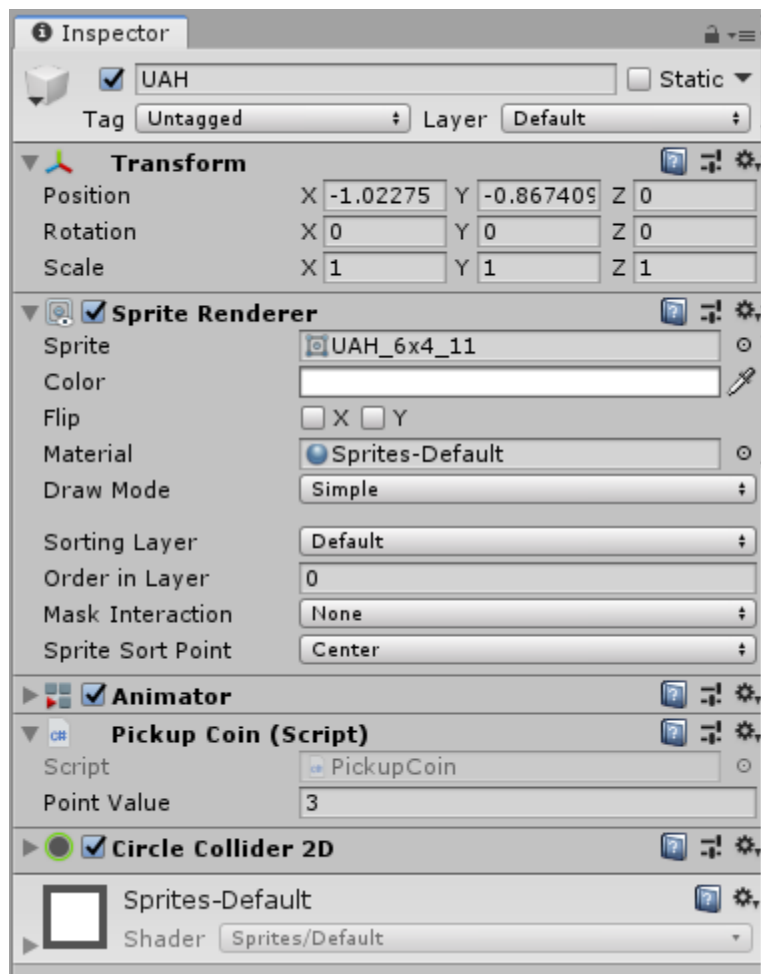 Inspector
UAH Static
Tag Untagged Layer Default
Transform
Position X -1.02275 Y -0.867409 Z 0
Rotation X 0 Y 0 Z 0
Scale X 1 Y 1 Z 1
Sprite Renderer
Sprite UAH_6x4_11
Color
Flip X Y
Material Sprites-Default
Draw Mode Simple
Sorting Layer Default
Order in Layer 0
Mask Interaction None
Sprite Sort Point Center
Animator
C# Pickup Coin (Script)
Script PickupCoin
Point Value 3
Circle Collider 2D
Sprites-Default
Shader Sprites/Default